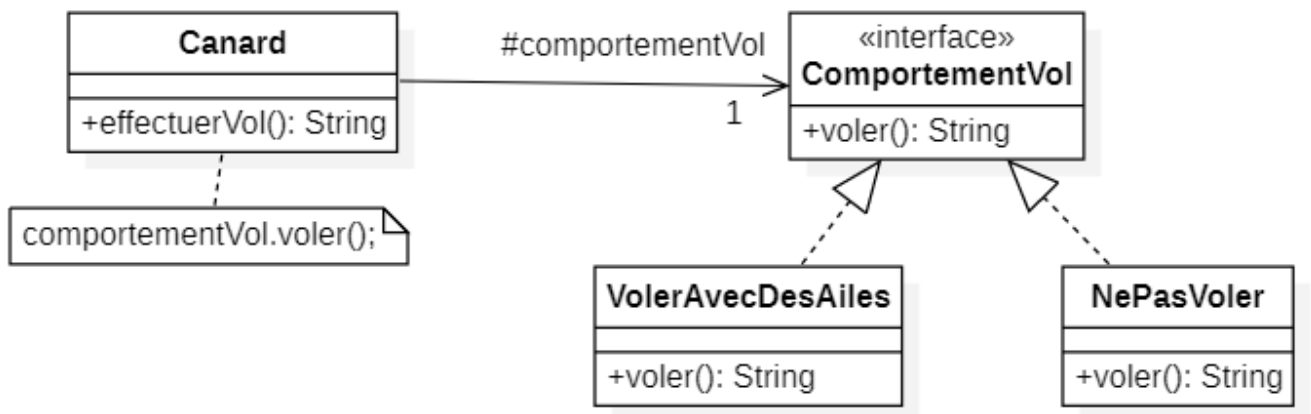 Canard
+effectuerVol(): String
comportementVol.voler();
#comportementVol
1
«interface»
ComportementVol
+voler(): String
VolerAvecDesAiles
+voler(): String
NePasVoler
+voler(): String